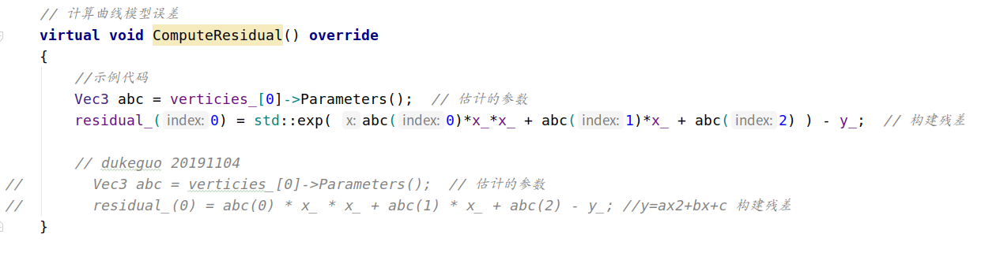 // 计算曲线模型误差
virtual void ComputeResidual() override
{
//示例代码
Vec3 abc = verticies_[0]->Parameters();  // 估计的参数
residual_( index: 0) = std::exp( x: abc( index: 0)*x_*x_ + abc( index: 1)*x_ + abc( index: 2) ) - y_;  // 构建残差
// dukeguo 20191104
//        Vec3 abc = verticies_[0]->Parameters();  // 估计的参数
//        residual_(0) = abc(0) * x_ * x_ + abc(1) * x_ + abc(2) - y_; //y=ax2+bx+c 构建残差
}